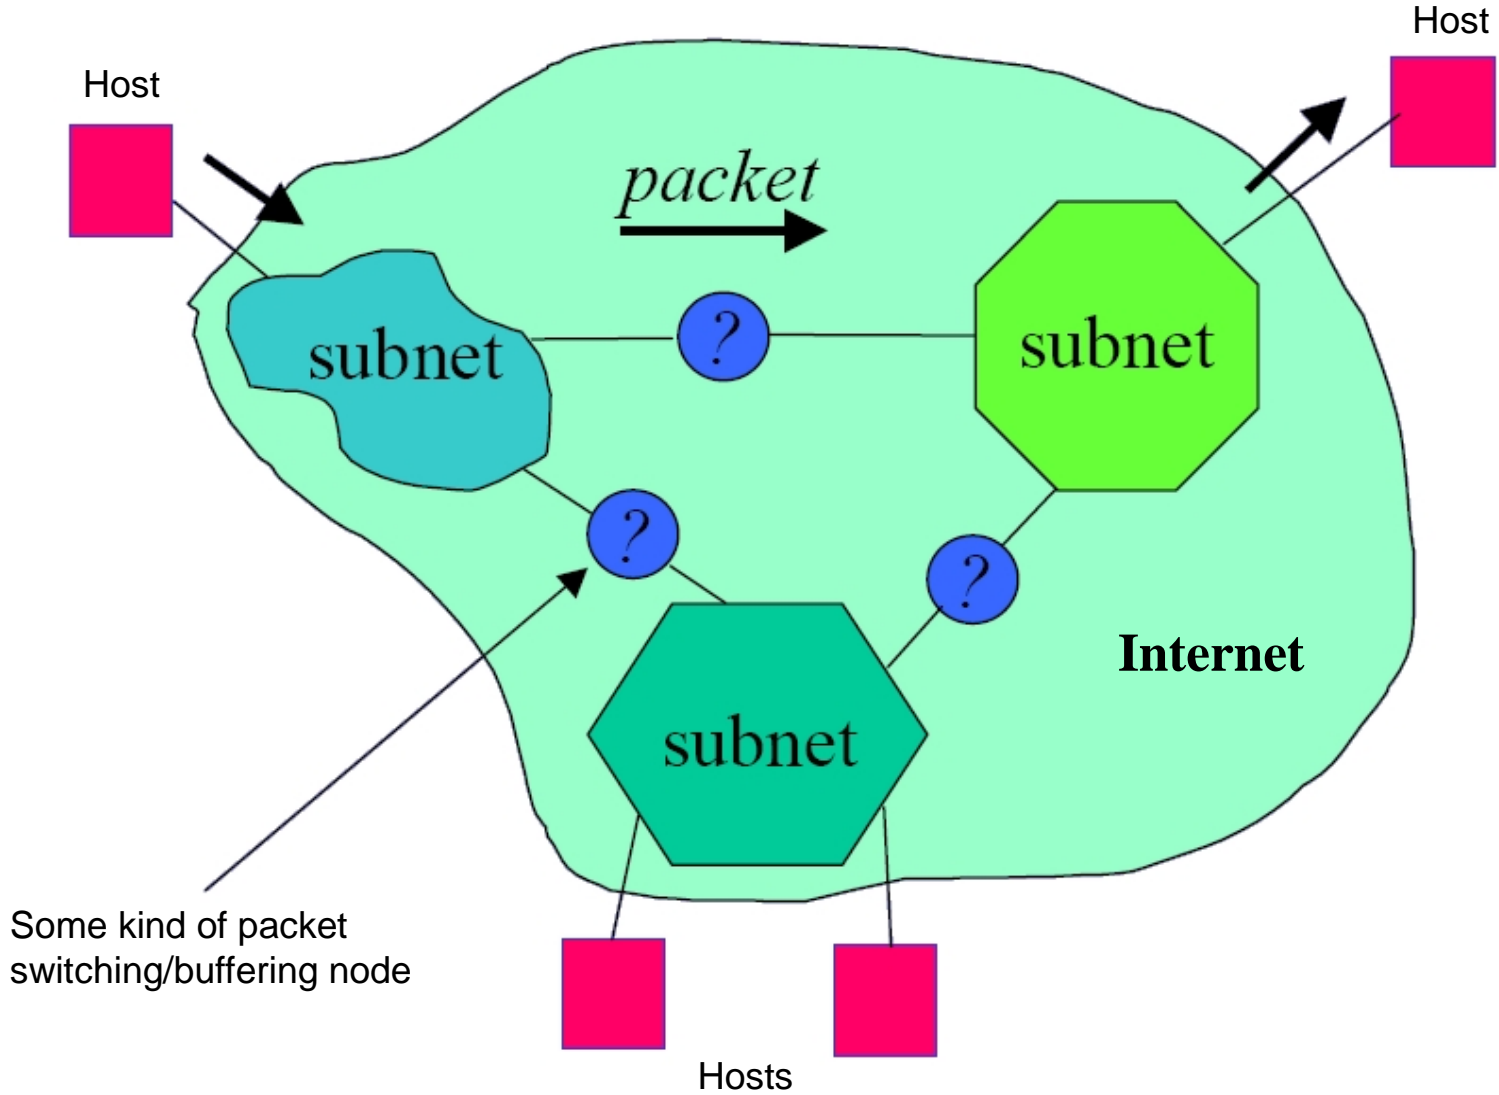 Host
Host
packet
subnet
?
subnet
?
?
Internet
subnet
Some kind of packet
switching/buffering node
Hosts